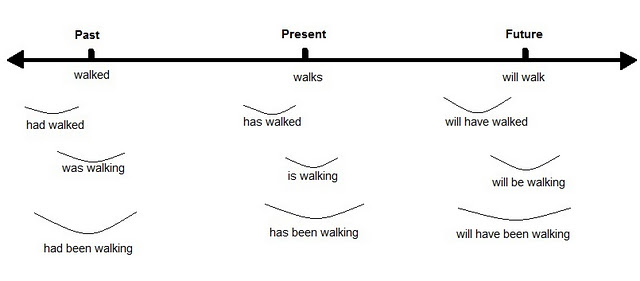 Past Present Future
walked walks will walk
had walked has walked will have walked
was walking is walking will be walking
had been walking has been walking will have been walking